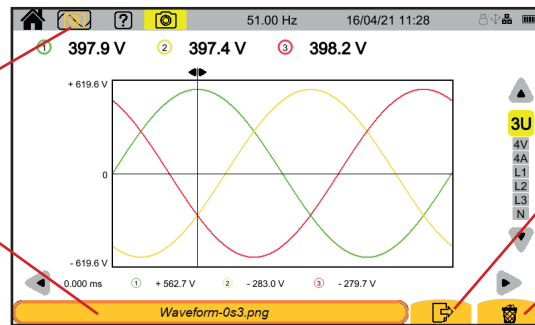 ? 51.00 Hz 16/04/21 11:28
1 397.9 V 2 397.4 V 3 398.2 V
+ 619.6 V
0
- 619.6 V
3U
4V
4A
L1
L2
L3
N
0.000 ms 1 + 562.7 V 2 - 283.0 V 3 - 279.7 V
Waveform-0s3.png